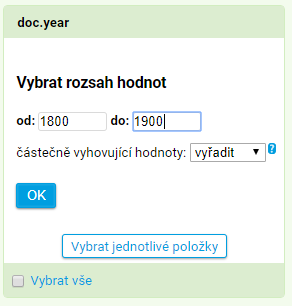 doc.year
Vybrat rozsah hodnot
od: 1800 do: 1900
částečně vyhovující hodnoty: vyřadit ?
OK
Vybrat jednotlivé položky
Vybrat vše